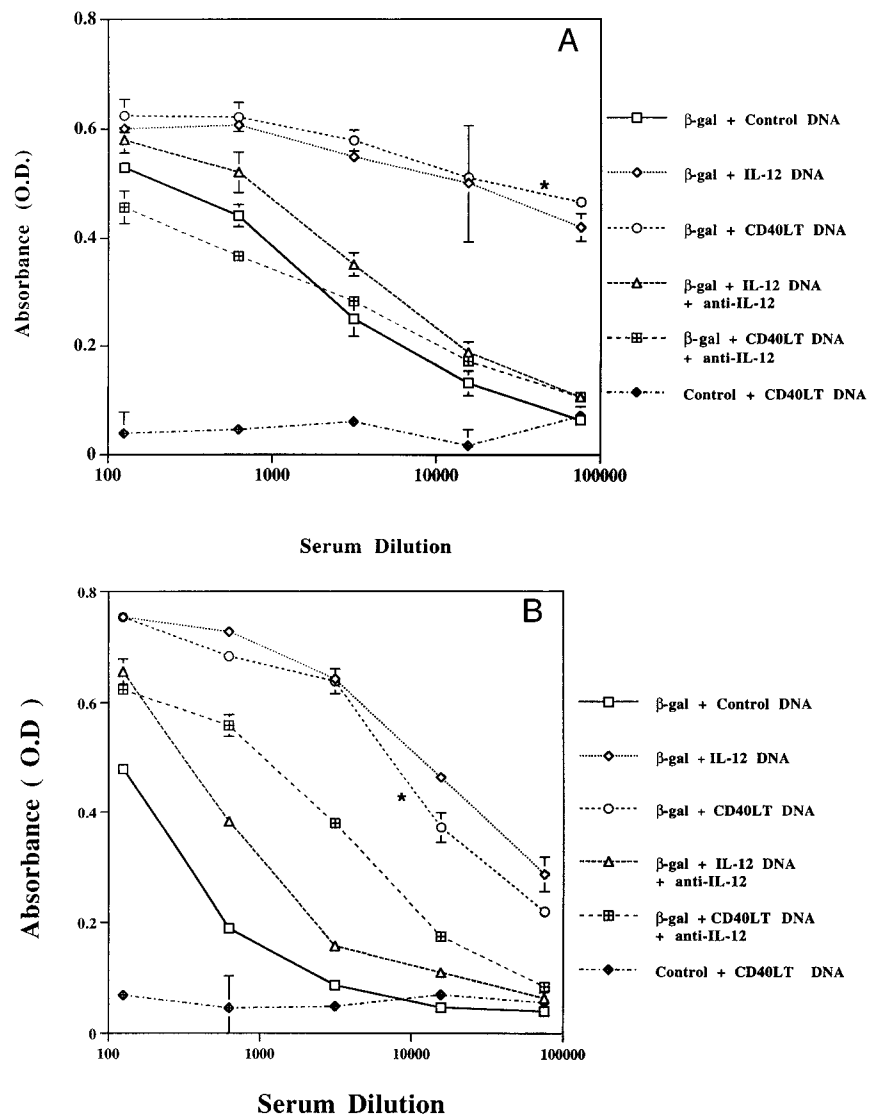 A
0.8
0.6
0.4
0.2
0
Absorbance (O.D.)
100
1000
10000
100000
Serum Dilution
*
β-gal + Control DNA
β-gal + IL-12 DNA
β-gal + CD40LT DNA
β-gal + IL-12 DNA
+ anti-IL-12
β-gal + CD40LT DNA
+ anti-IL-12
Control + CD40LT DNA
B
0.8
0.6
0.4
0.2
0
Absorbance ( O.D )
100
1000
10000
100000
Serum Dilution
*
β-gal + Control DNA
β-gal + IL-12 DNA
β-gal + CD40LT DNA
β-gal + IL-12 DNA
+ anti-IL-12
β-gal + CD40LT DNA
+ anti-IL-12
Control + CD40LT DNA